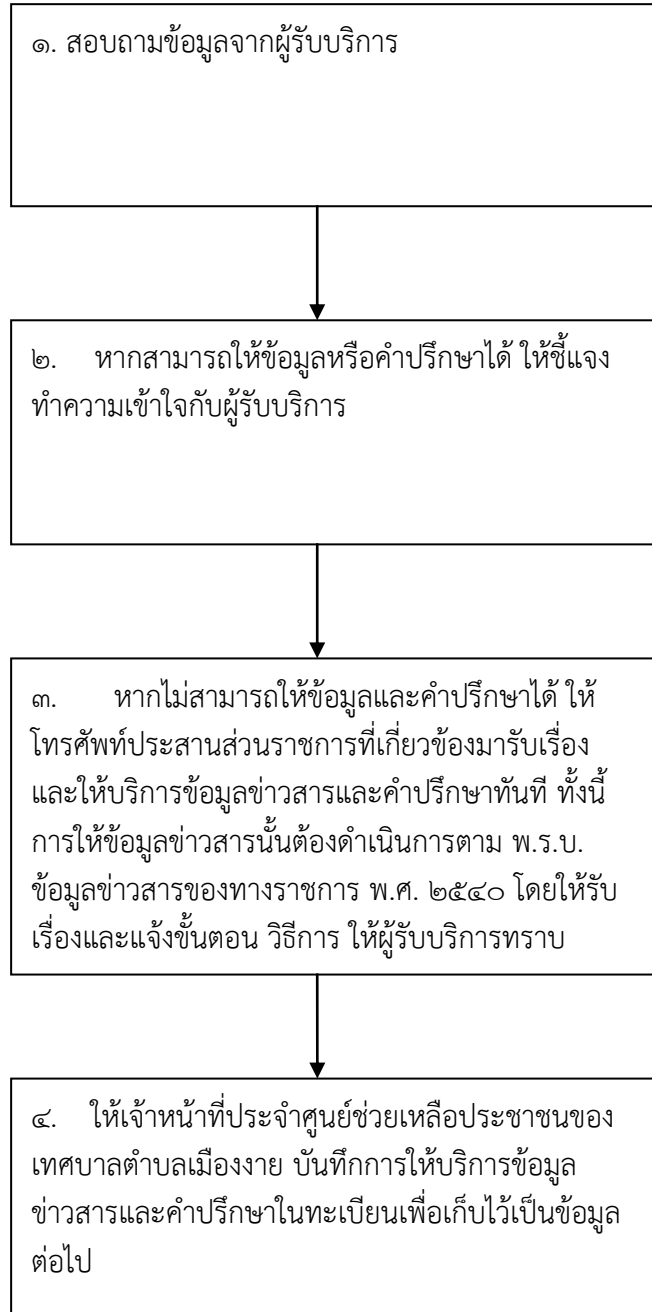 ๑. สอบถามข้อมูลจากผู้รับบริการ
๒. หากสามารถให้ข้อมูลหรือคำปรึกษาได้ ให้ชี้แจง
ทำความเข้าใจกับผู้รับบริการ
๓. หากไม่สามารถให้ข้อมูลและคำปรึกษาได้ ให้
โทรศัพท์ประสานส่วนราชการที่เกี่ยวข้องมารับเรื่อง
และให้บริการข้อมูลข่าวสารและคำปรึกษาทันที ทั้งนี้
การให้ข้อมูลข่าวสารนั้นต้องดำเนินการตาม พ.ร.บ.
ข้อมูลข่าวสารของทางราชการ พ.ศ. ๒๕๔๐ โดยให้รับ
เรื่องและแจ้งขั้นตอน วิธีการ ให้ผู้รับบริการทราบ
๔. ให้เจ้าหน้าที่ประจำศูนย์ช่วยเหลือประชาชนของ
เทศบาลตำบลเมืองงาย บันทึกการให้บริการข้อมูล
ข่าวสารและคำปรึกษาในทะเบียนเพื่อเก็บไว้เป็นข้อมูล
ต่อไป